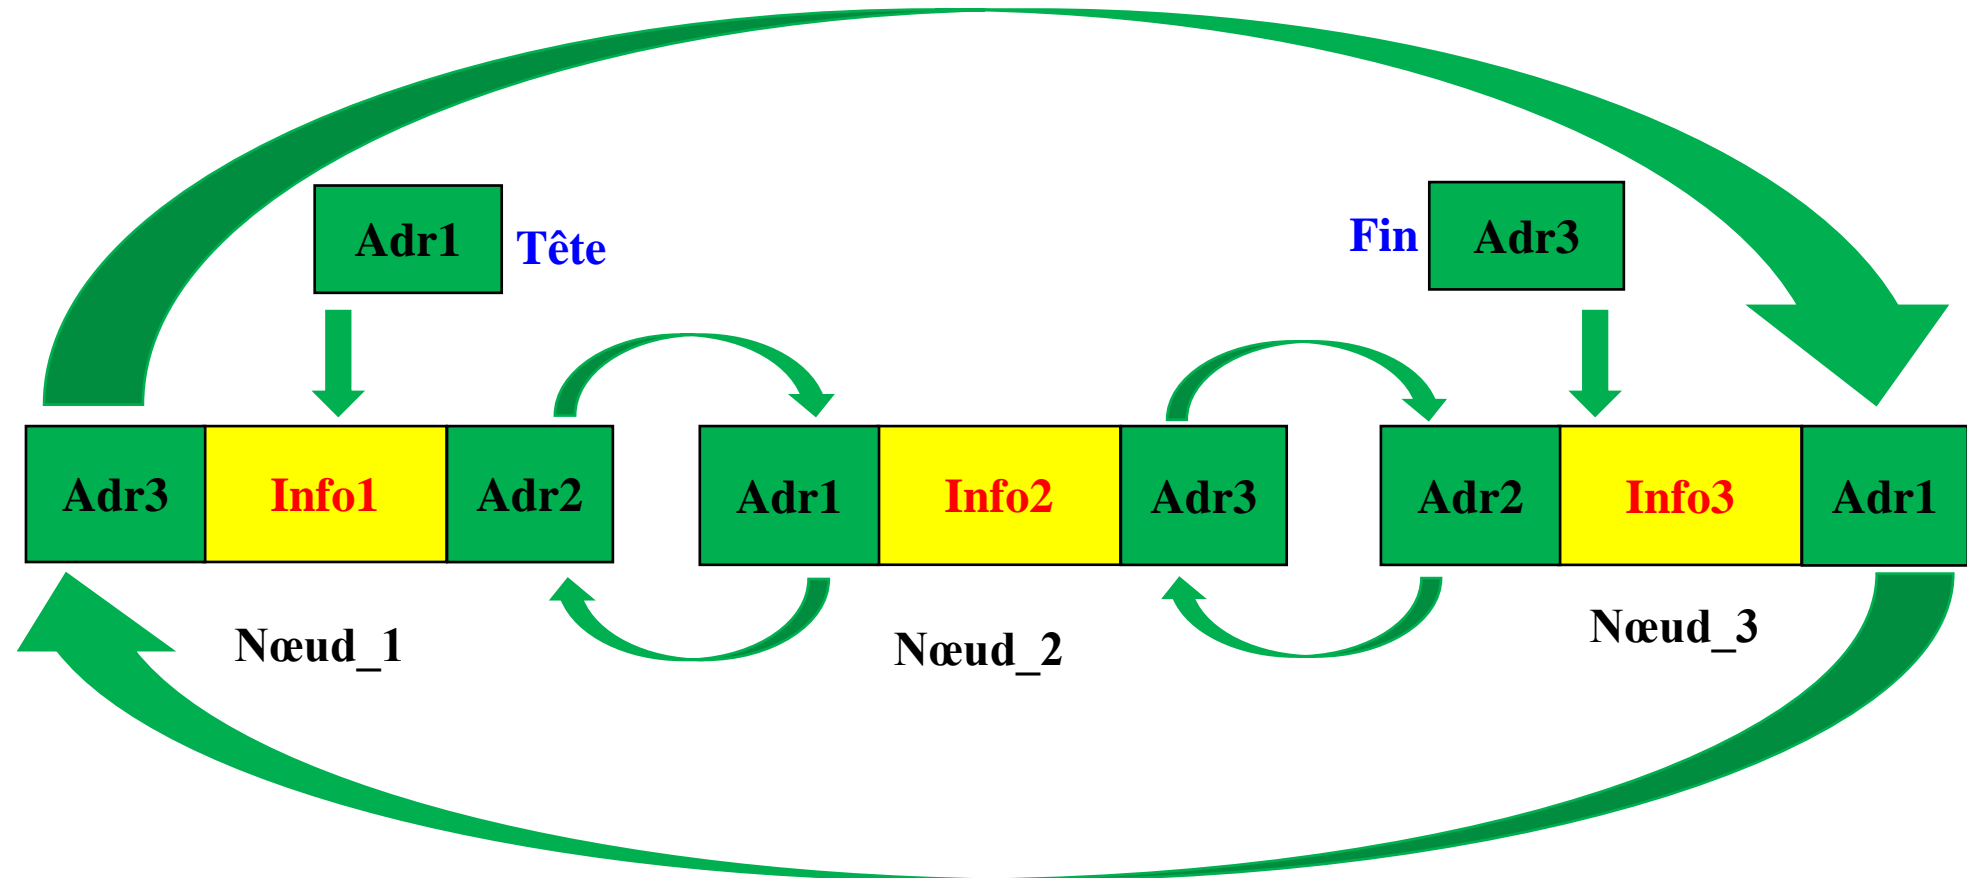 Adr1 Tête
Fin Adr3
Adr3 Info1 Adr2
Adr1 Info2 Adr3
Adr2 Info3 Adr1
Nœud_1
Nœud_2
Nœud_3